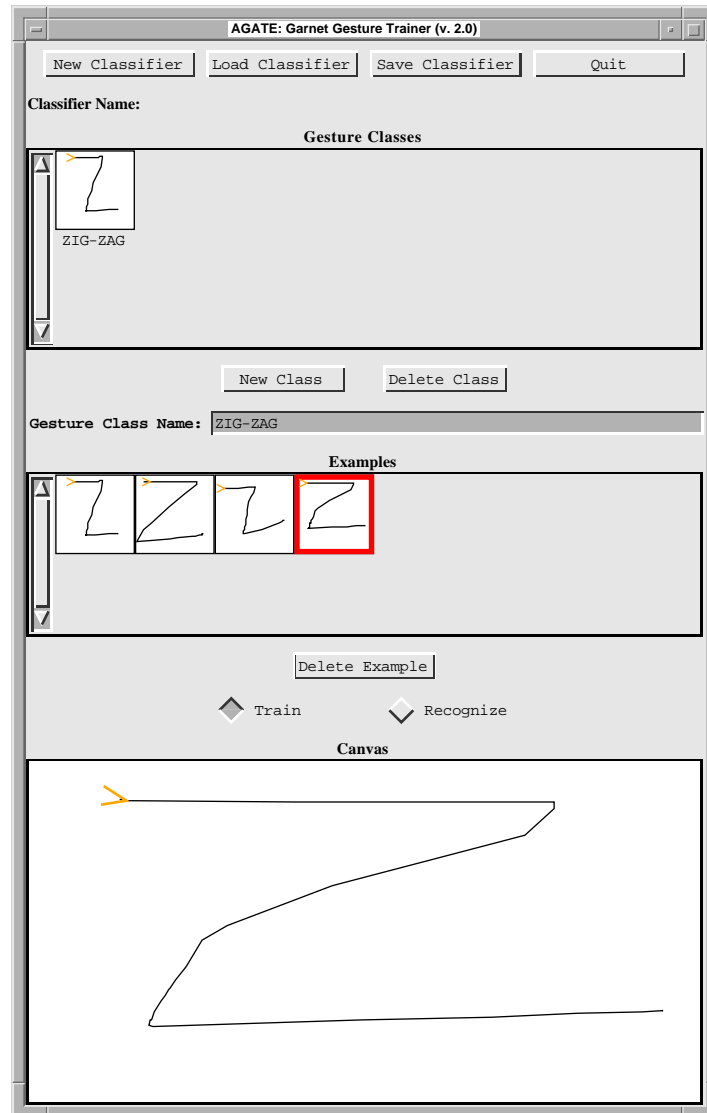 AGATE: Garnet Gesture Trainer (v. 2.0)
New Classifier Load Classifier Save Classifier Quit
Classifier Name:
Gesture Classes
ZIG-ZAG
New Class Delete Class
Gesture Class Name: ZIG-ZAG
Examples
Delete Example
Train Recognize
Canvas